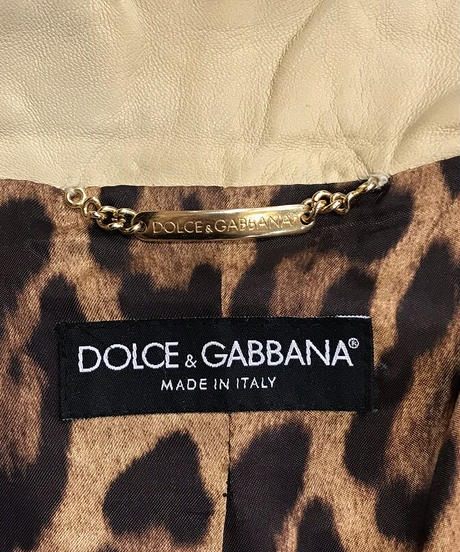 DOLCE & GABBANA
DOLCE & GABBANA®
MADE IN ITALY